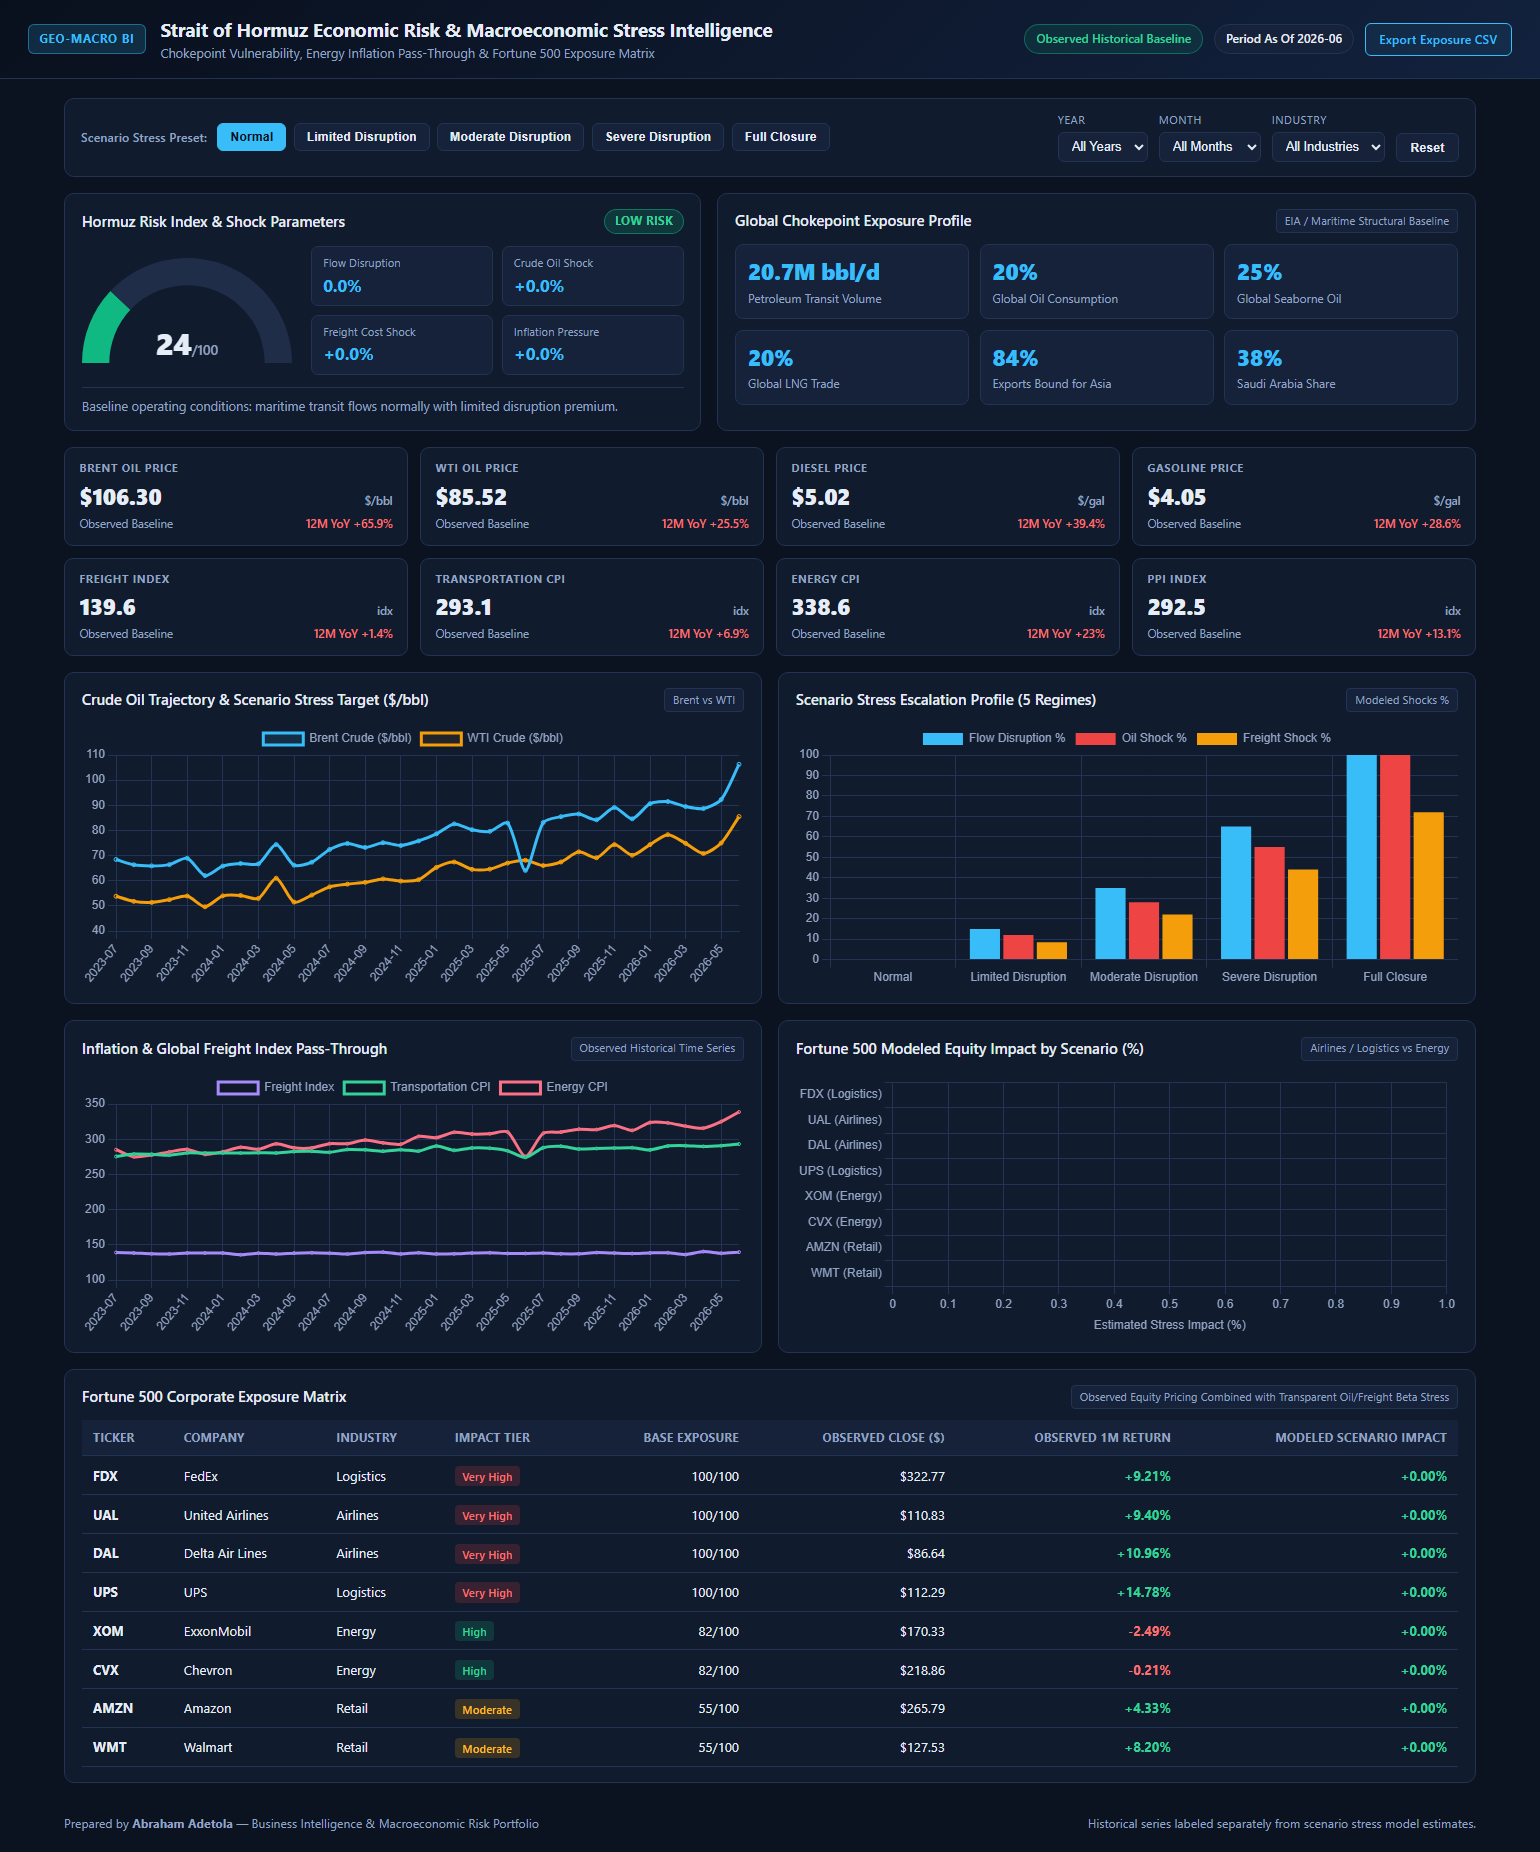 GEO-MACRO BI
Strait of Hormuz Economic Risk & Macroeconomic Stress Intelligence
Chokepoint Vulnerability, Energy Inflation Pass-Through & Fortune 500 Exposure Matrix
Observed Historical Baseline
Period As Of 2026-06
Export Exposure CSV
Scenario Stress Preset:
Normal
Limited Disruption
Moderate Disruption
Severe Disruption
Full Closure
YEAR
All Years
MONTH
All Months
INDUSTRY
All Industries
Reset
Hormuz Risk Index & Shock Parameters
LOW RISK
24/100
Flow Disruption
0.0%
Crude Oil Shock
+0.0%
Freight Cost Shock
+0.0%
Inflation Pressure
+0.0%
Baseline operating conditions: maritime transit flows normally with limited disruption premium.
Global Chokepoint Exposure Profile
EIA / Maritime Structural Baseline
20.7M bbl/d
Petroleum Transit Volume
20%
Global Oil Consumption
25%
Global Seaborne Oil
20%
Global LNG Trade
84%
Exports Bound for Asia
38%
Saudi Arabia Share
BRENT OIL PRICE
$106.30 $/bbl
Observed Baseline 12M YoY +65.9%
WTI OIL PRICE
$85.52 $/bbl
Observed Baseline 12M YoY +25.5%
DIESEL PRICE
$5.02 $/gal
Observed Baseline 12M YoY +39.4%
GASOLINE PRICE
$4.05 $/gal
Observed Baseline 12M YoY +28.6%
FREIGHT INDEX
139.6 idx
Observed Baseline 12M YoY +1.4%
TRANSPORTATION CPI
293.1 idx
Observed Baseline 12M YoY +6.9%
ENERGY CPI
338.6 idx
Observed Baseline 12M YoY +23%
PPI INDEX
292.5 idx
Observed Baseline 12M YoY +13.1%
Crude Oil Trajectory & Scenario Stress Target ($/bbl)
Brent vs WTI
Brent Crude ($/bbl) WTI Crude ($/bbl)
110
100
90
80
70
60
50
40
2023-07 2023-09 2023-11 2024-01 2024-03 2024-05 2024-07 2024-09 2024-11 2025-01 2025-03 2025-05 2025-07 2025-09 2025-11 2026-01 2026-03 2026-05
Scenario Stress Escalation Profile (5 Regimes)
Modeled Shocks %
Flow Disruption % Oil Shock % Freight Shock %
100
90
80
70
60
50
40
30
20
10
0
Normal Limited Disruption Moderate Disruption Severe Disruption Full Closure
Inflation & Global Freight Index Pass-Through
Observed Historical Time Series
Freight Index Transportation CPI Energy CPI
350
300
250
200
150
100
2023-07 2023-09 2023-11 2024-01 2024-03 2024-05 2024-07 2024-09 2024-11 2025-01 2025-03 2025-05 2025-07 2025-09 2025-11 2026-01 2026-03 2026-05
Fortune 500 Modeled Equity Impact by Scenario (%)
Airlines / Logistics vs Energy
FDX (Logistics)
UAL (Airlines)
DAL (Airlines)
UPS (Logistics)
XOM (Energy)
CVX (Energy)
AMZN (Retail)
WMT (Retail)
0 0.1 0.2 0.3 0.4 0.5 0.6 0.7 0.8 0.9 1.0
Estimated Stress Impact (%)
Fortune 500 Corporate Exposure Matrix
Observed Equity Pricing Combined with Transparent Oil/Freight Beta Stress
TICKER COMPANY INDUSTRY IMPACT TIER BASE EXPOSURE OBSERVED CLOSE ($) OBSERVED 1M RETURN MODELED SCENARIO IMPACT
FDX FedEx Logistics Very High 100/100 $322.77 +9.21% +0.00%
UAL United Airlines Airlines Very High 100/100 $110.83 +9.40% +0.00%
DAL Delta Air Lines Airlines Very High 100/100 $86.64 +10.96% +0.00%
UPS UPS Logistics Very High 100/100 $112.29 +14.78% +0.00%
XOM ExxonMobil Energy High 82/100 $170.33 -2.49% +0.00%
CVX Chevron Energy High 82/100 $218.86 -0.21% +0.00%
AMZN Amazon Retail Moderate 55/100 $265.79 +4.33% +0.00%
WMT Walmart Retail Moderate 55/100 $127.53 +8.20% +0.00%
Prepared by Abraham Adetola — Business Intelligence & Macroeconomic Risk Portfolio
Historical series labeled separately from scenario stress model estimates.